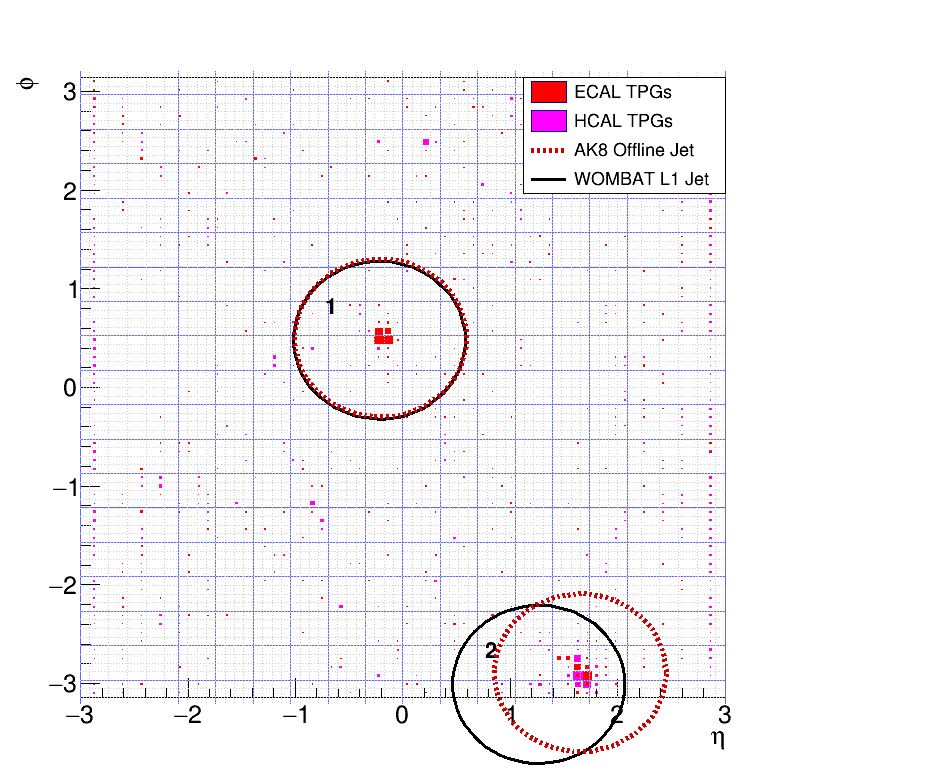 ϕ
3
2
1
0
−1
−2
−3
ECAL TPGs
HCAL TPGs
AK8 Offline Jet
WOMBAT L1 Jet
1
2
−3 −2 −1 0 1 2 3
η